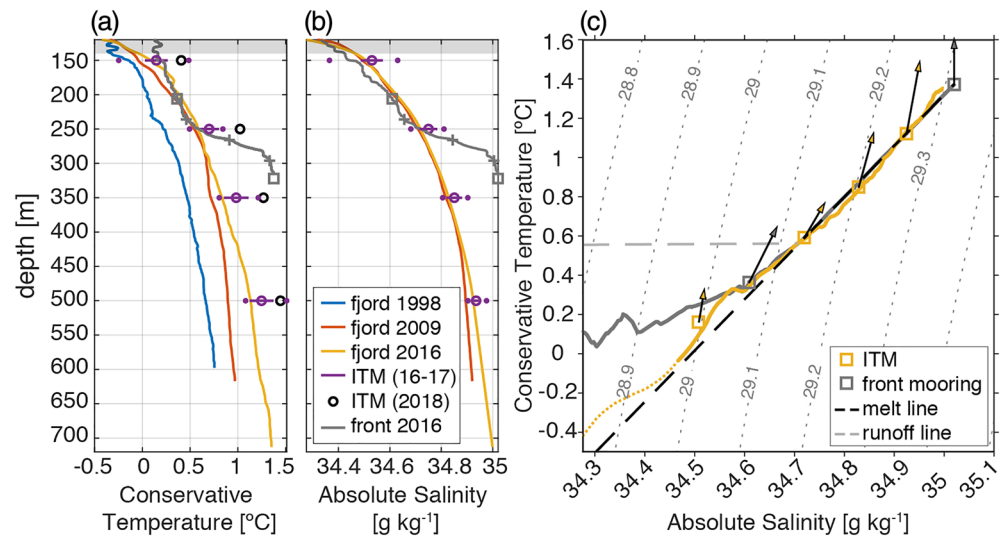 (a)
(b)
(c)
depth [m]
150
200
250
300
350
400
450
500
550
600
650
700
-0.5
0
0.5
1
1.5
Conservative
Temperature [ºC]
fjord 1998
fjord 2009
fjord 2016
ITM (16-17)
ITM (2018)
front 2016
34.4
34.6
34.8
35
Absolute Salinity
[g kg-1]
Conservative Temperature [ºC]
1.6
1.4
1.2
1
0.8
0.6
0.4
0.2
0
-0.2
-0.4
28.8
28.9
29
29.1
29.2
29.3
28.9
29
29.1
29.2
ITM
front mooring
melt line
runoff line
34.3
34.4
34.5
34.6
34.7
34.8
34.9
35
35.1
Absolute Salinity [g kg-1]